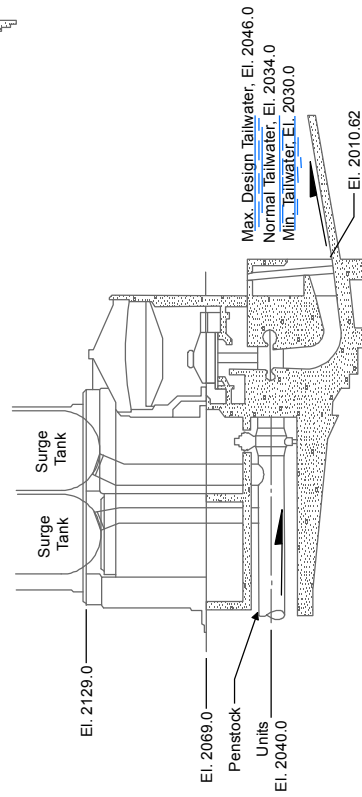 Surge
Tank
Surge
Tank
El. 2129.0
El. 2069.0
Penstock
Units
El. 2040.0
Max. Design Tailwater, El. 2046.0
Normal Tailwater, El. 2034.0
Min. Tailwater, El. 2030.0
El. 2010.62